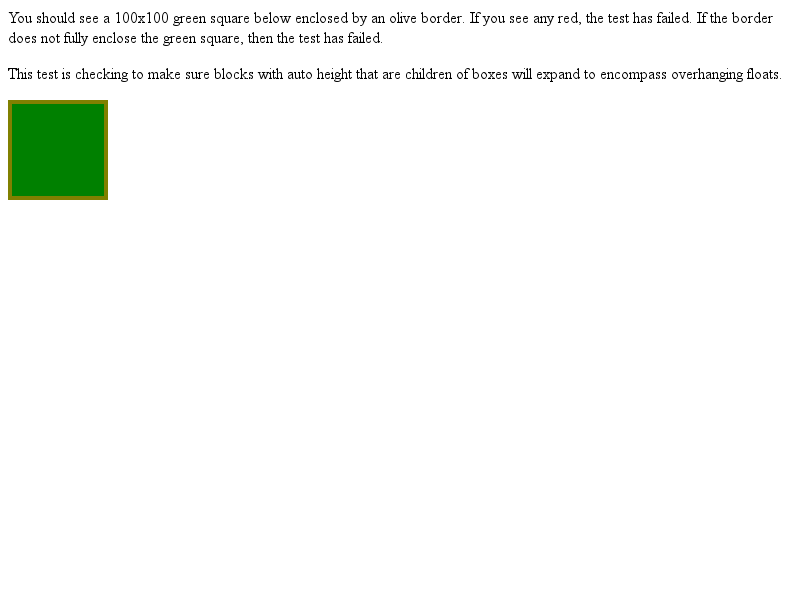 You should see a 100x100 green square below enclosed by an olive border. If you see any red, the test has failed. If the border
does not fully enclose the green square, then the test has failed.
This test is checking to make sure blocks with auto height that are children of boxes will expand to encompass overhanging floats.